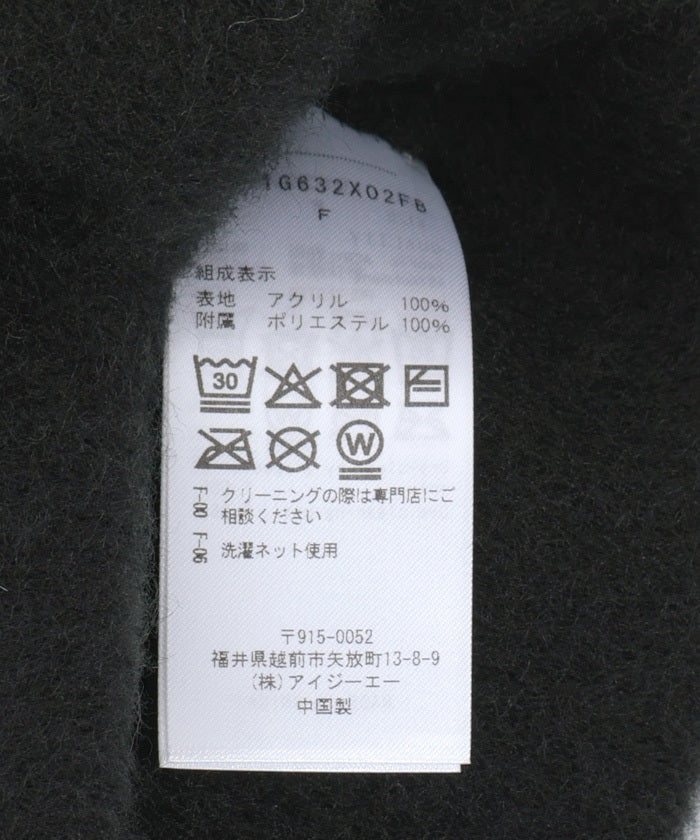 1G632X02FB
F
組成表示
表地 アクリル 100%
附属 ポリエステル 100%
30
W
F-00 クリーニングの際は専門店にご
相談ください
F-06 洗濯ネット使用
〒915-0052
福井県越前市矢放町13-8-9
(株)アイジーエー
中国製